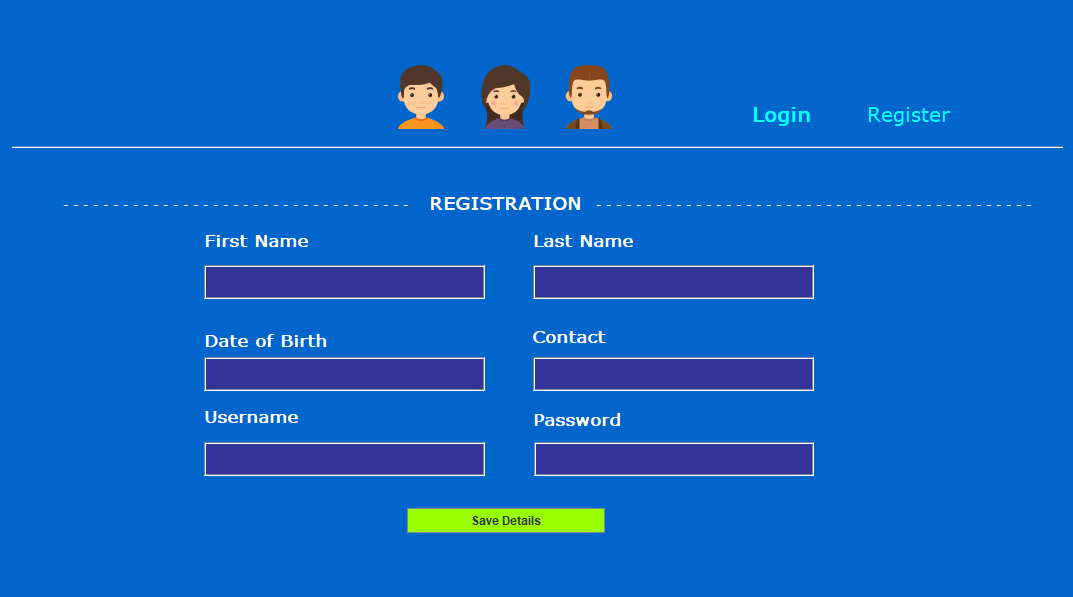 Login Register
REGISTRATION
First Name Last Name
Date of Birth Contact
Username Password
Save Details